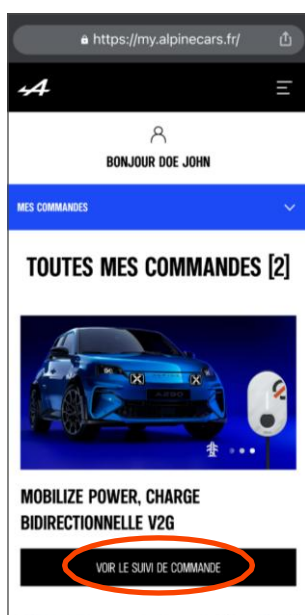 https://my.alpinecars.fr/
BONJOUR DOE JOHN
MES COMMANDES
TOUTES MES COMMANDES [2]
A290
MOBILIZE POWER, CHARGE
BIDIRECTIONNELLE V2G
VOIR LE SUIVI DE COMMANDE